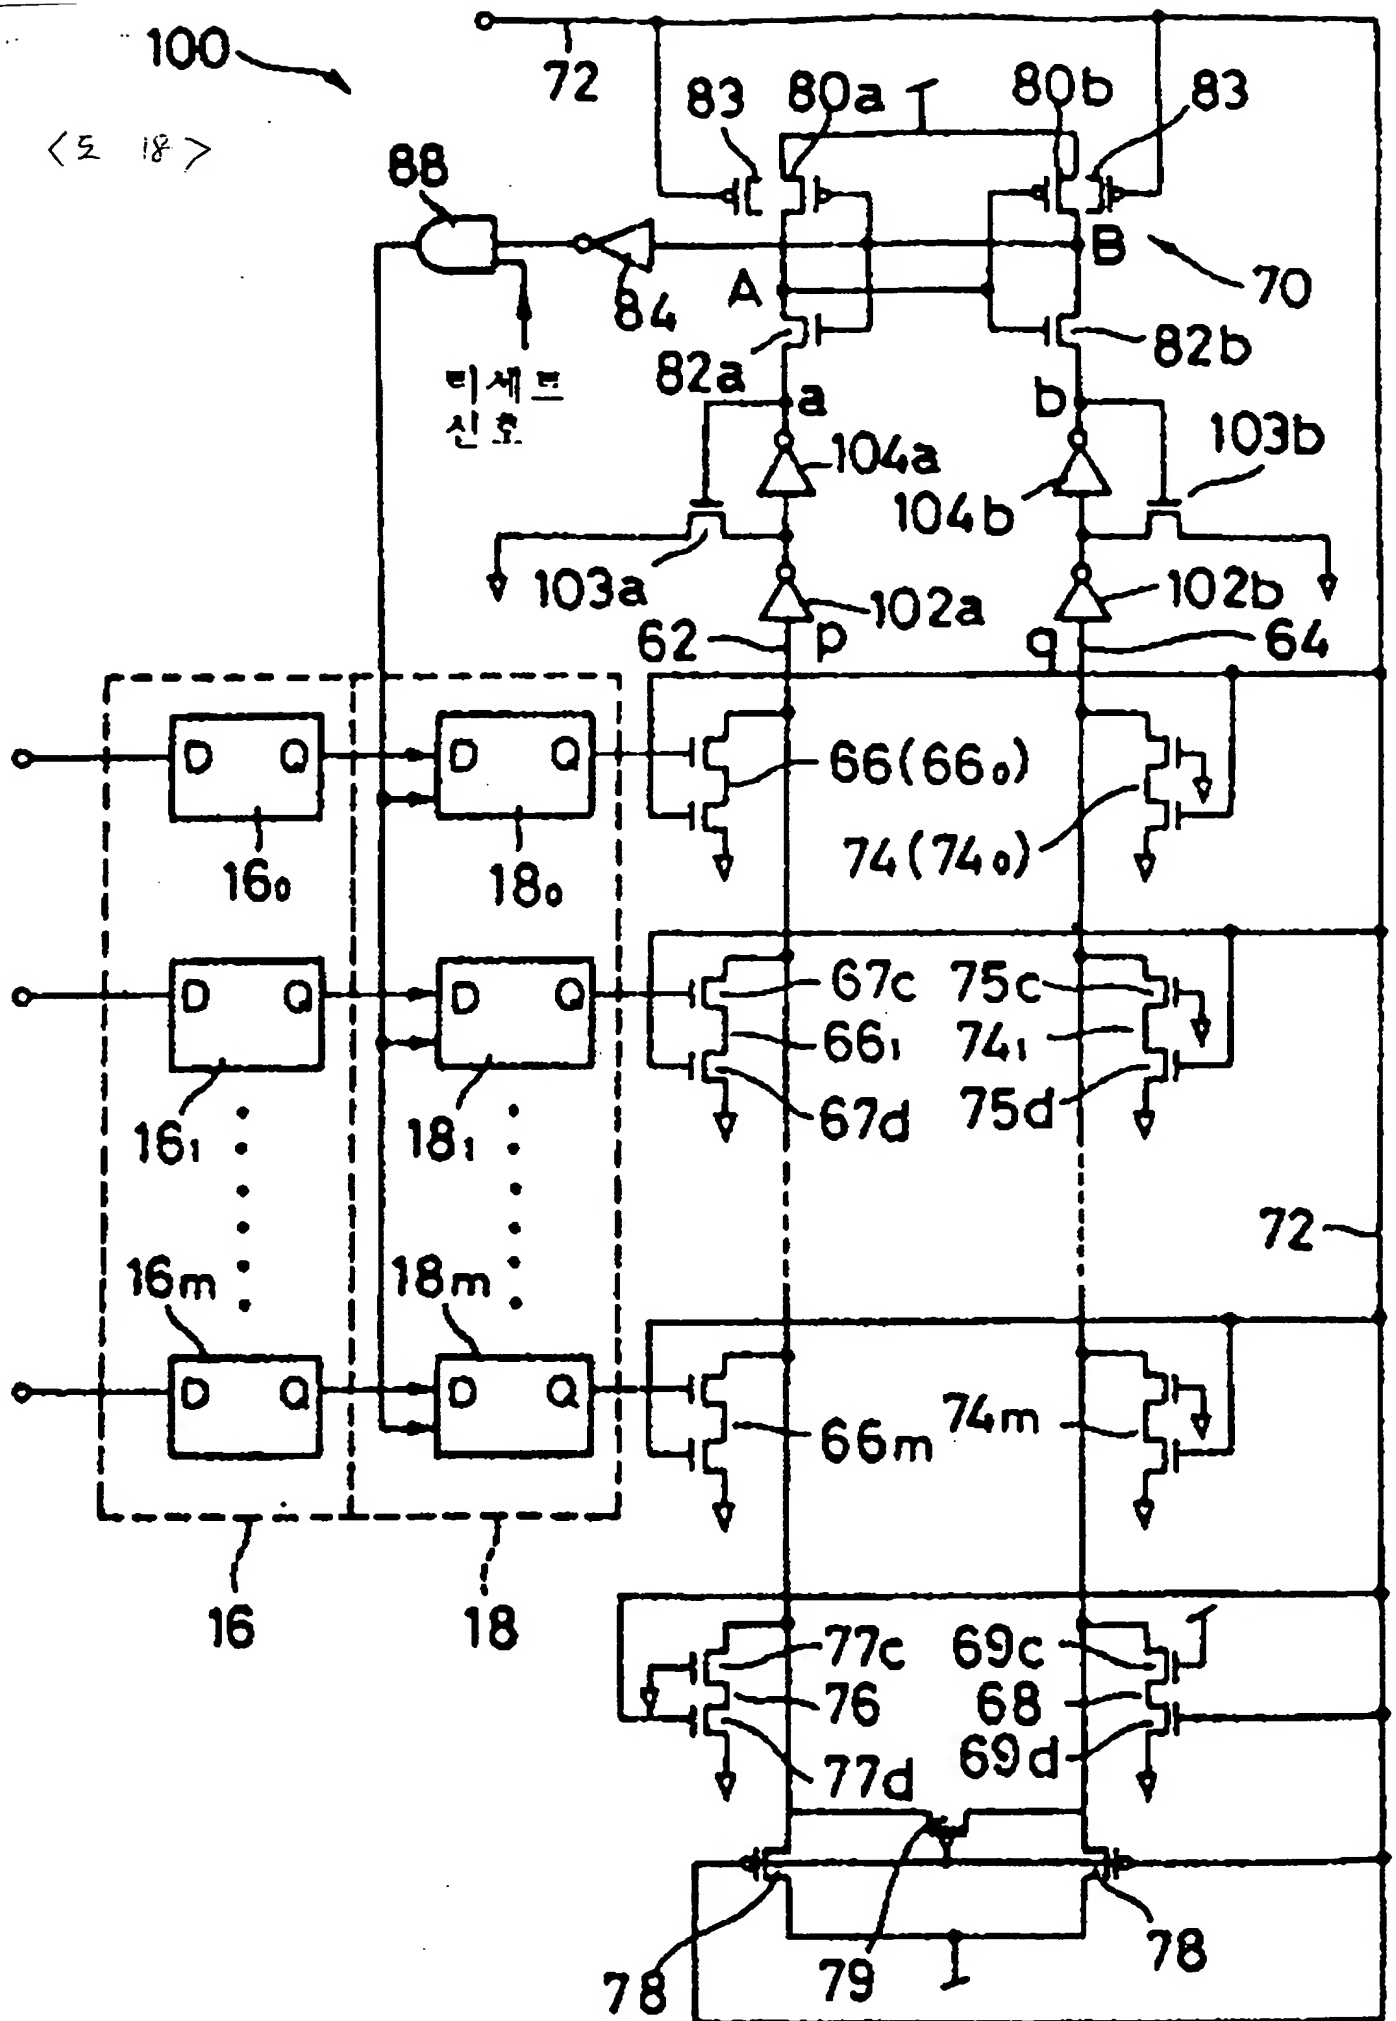 100
72
<도 18>
83
80a
80b
83
88
B
84
A
70
82a
82b
리세트
신호
a
b
104a
103b
104b
103a
102a
102b
62
p
q
64
D Q
D Q
66(66₀)
16₀
18₀
74(74₀)
D Q
D Q
67c
75c
66₁
74₁
67d
75d
16₁
18₁
72
16m
18m
D Q
D Q
74m
66m
16
18
77c
69c
76
68
77d
69d
78
79
78